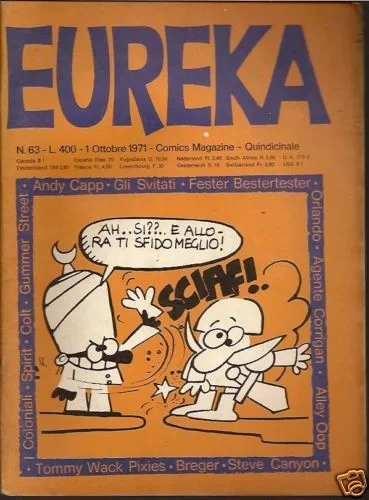 EUREKA
N. 63 - L. 400 - 1 Ottobre 1971 - Comics Magazine - Quindicinale
Andy Capp • Gli Svitati • Fester Bestertester •
Orlando • Agente Corrigan • Alley Oop
I Coloniali • Spirit • Colt • Gummer Street
AH..SI??.. E ALLO-
RA TI SFIDO MEGLIO!
SCIAF!..
Tommy Wack Pixies • Breger • Steve Canyon •
ebY